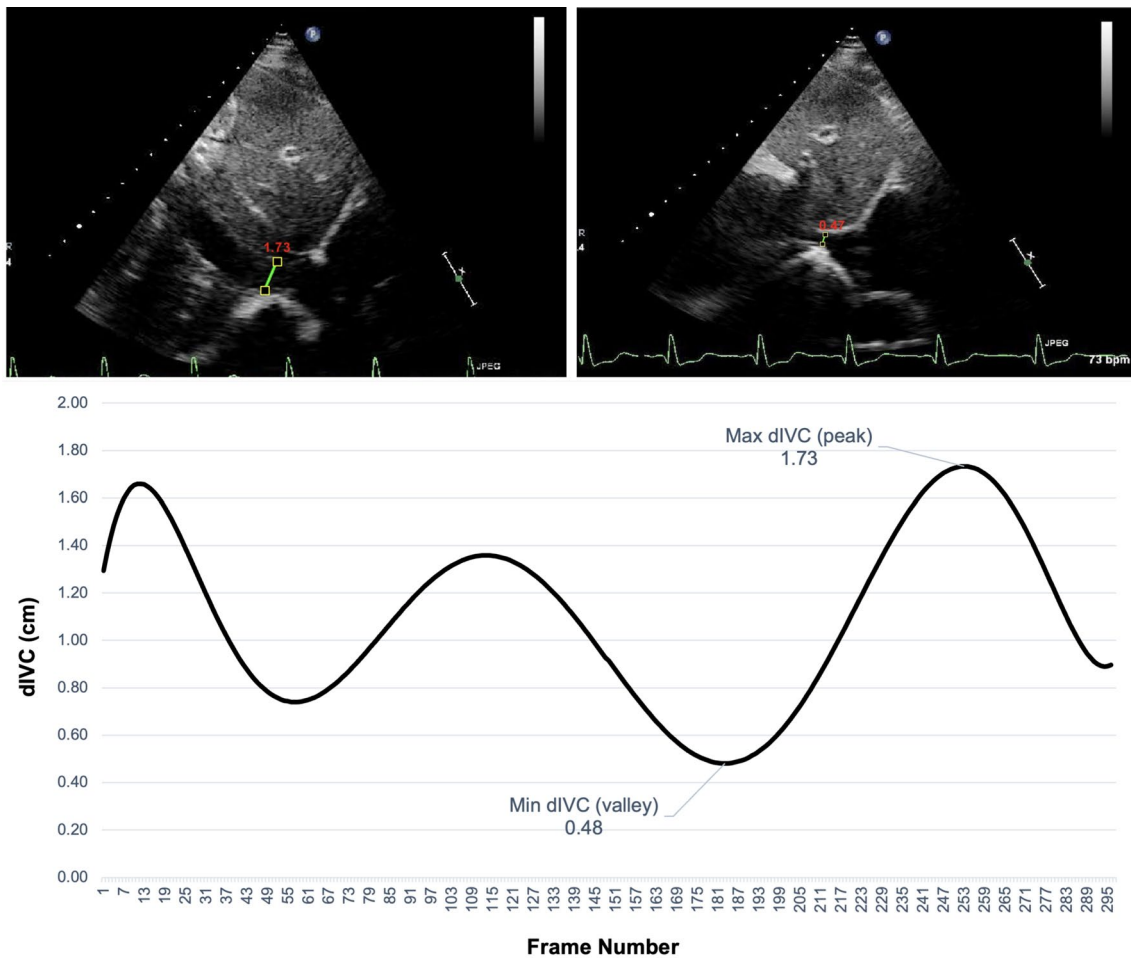 P
P
1.73
0.47
R
4
R
.4
X
X
JPEG
JPEG
73 bpm
2.00
1.80
1.60
1.40
1.20
1.00
0.80
0.60
0.40
0.20
0.00
dIVC (cm)
Max dIVC (peak)
1.73
Min dIVC (valley)
0.48
1 7 13 19 25 31 37 43 49 55 61 67 73 79 85 91 97 103 109 115 121 127 133 139 145 151 157 163 169 175 181 187 193 199 205 211 217 223 229 235 241 247 253 259 265 271 277 283 289 295
Frame Number